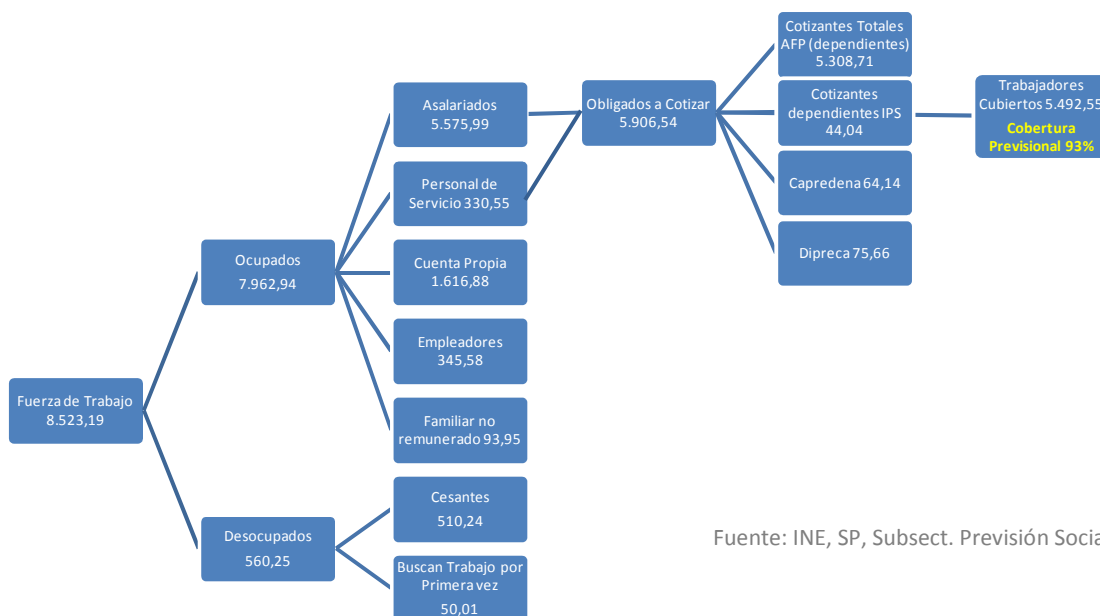 Fuerza de Trabajo
8.523,19
Ocupados
7.962,94
Desocupados
560,25
Asalariados
5.575,99
Personal de
Servicio 330,55
Cuenta Propia
1.616,88
Empleadores
345,58
Familiar no
remunerado 93,95
Cesantes
510,24
Buscan Trabajo por
Primera vez
50,01
Obligados a Cotizar
5.906,54
Cotizantes Totales
AFP (dependientes)
5.308,71
Cotizantes
dependientes IPS
44,04
Capredena 64,14
Dipreca 75,66
Trabajadores
Cubiertos 5.492,55
Cobertura
Previsional 93%
Fuente: INE, SP, Subsect. Previsión Socia